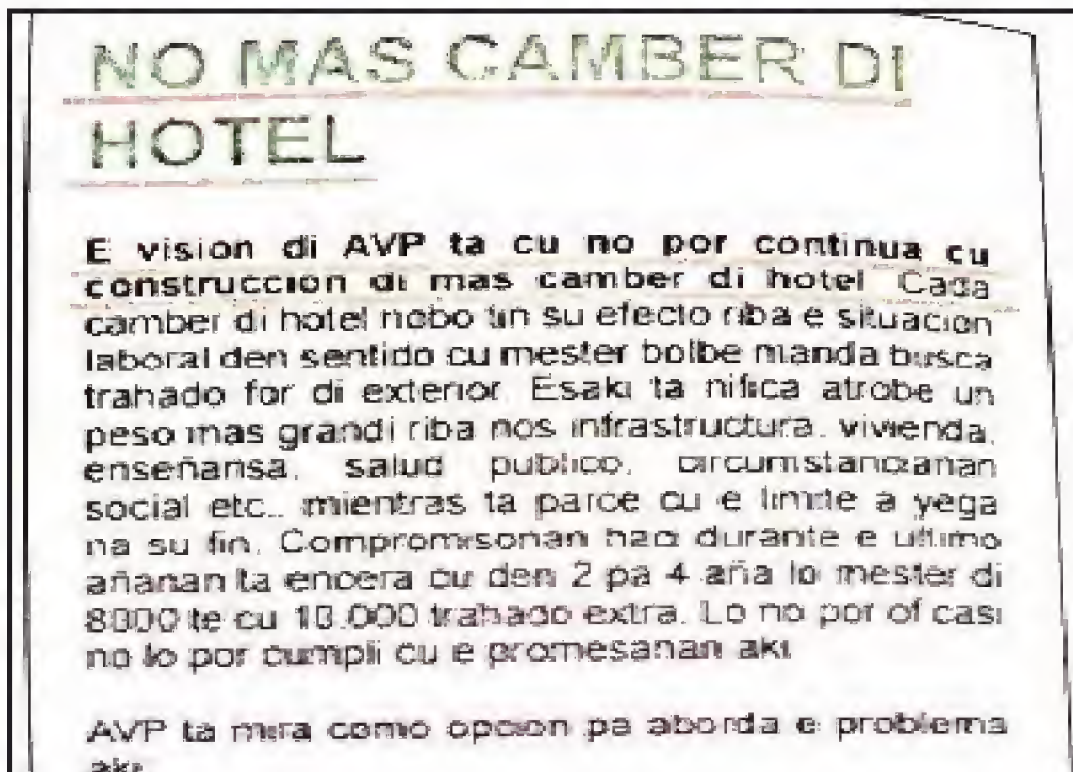 NO MAS CAMBER DI
HOTEL
E vision di AVP ta cu no por continua cu
construccion di mas camber di hotel Cada
camber di hotel nobo tin su efecto riba e situacion
laboral den sentido cu mester bolbe manda busca
trahado for di exterior. Esaki ta nifica atrobe un
peso mas grandi riba nos infrastructura, vivienda,
enseñansa, salud publico, circumstancianan
social etc.. mientras ta parce cu e limite a yega
na su fin. Compromisonan haci durante e ultimo
añanan ta encera cu den 2 pa 4 aña lo mester di
8000 te cu 10.000 trahado extra. Lo no por of casi
no lo por cumpli cu e promesanan aki
AVP ta mira como opcion pa aborda e problema
aki